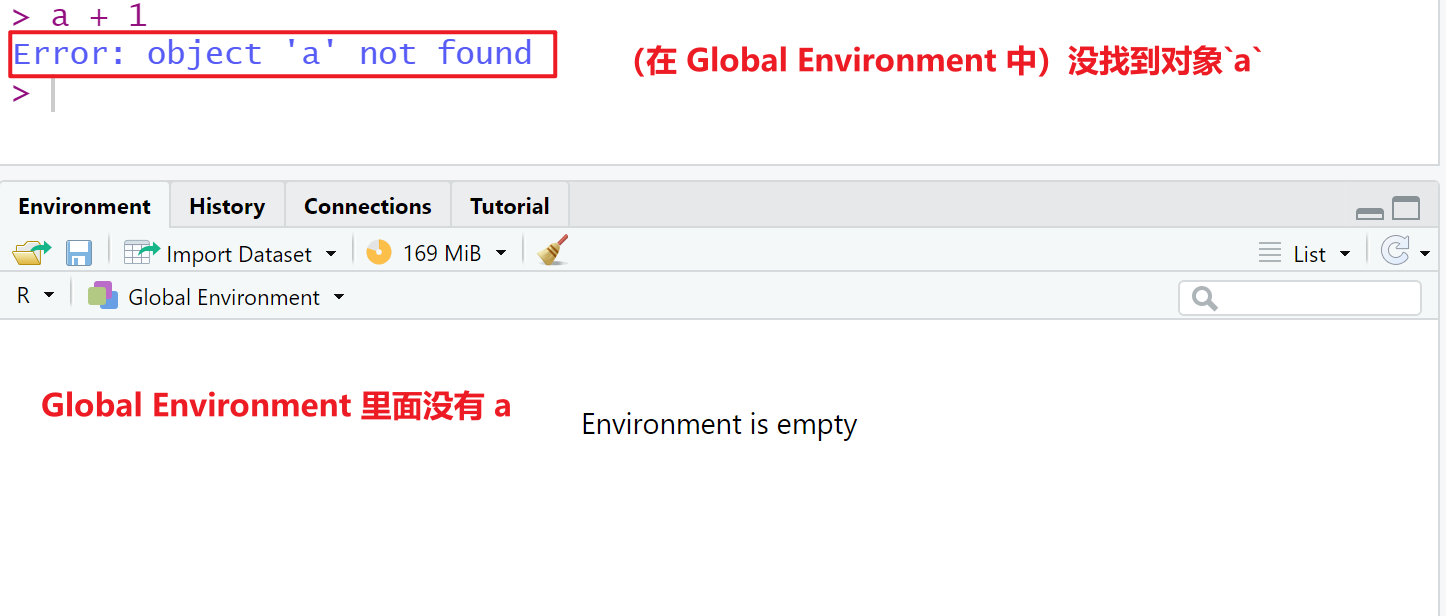 > a + 1
Error: object 'a' not found
(在 Global Environment 中）没找到对象`a`
>
Environment History Connections Tutorial
Import Dataset 169 MiB List
R Global Environment
Global Environment 里面没有 a
Environment is empty